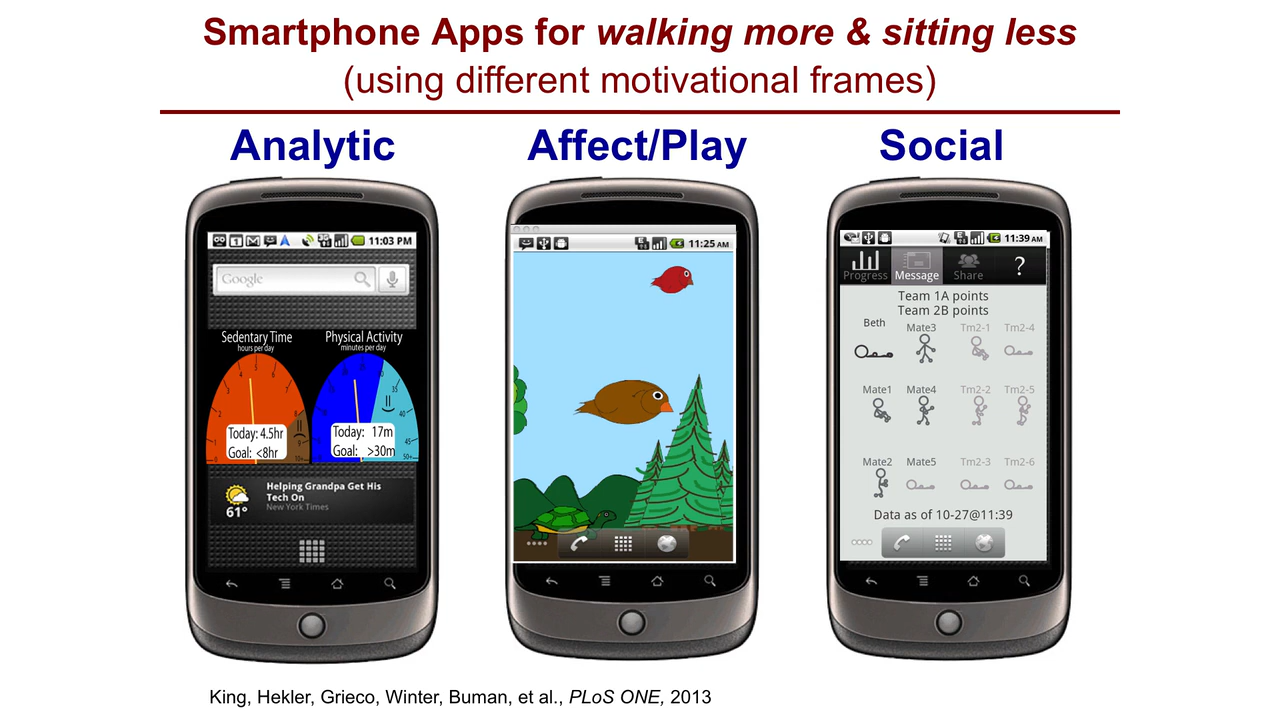 Smartphone Apps for walking more & sitting less
(using different motivational frames)
Analytic
Affect/Play
Social
11:03 PM
Google
Sedentary Time
hours per day
Physical Activity
minutes per day
Today: 4.5hr
Goal: <8hr
Today: 17m
Goal: >30m
61°
Helping Grandpa Get His
Tech On
New York Times
11:25 AM
11:39 AM
Progress Message Share ?
Team 1A points
Team 2B points
Beth Mate3 Tm2-1 Tm2-4
Mate1 Mate4 Tm2-2 Tm2-5
Mate2 Mate5 Tm2-3 Tm2-6
Data as of 10-27@11:39
King, Hekler, Grieco, Winter, Buman, et al., PLoS ONE, 2013